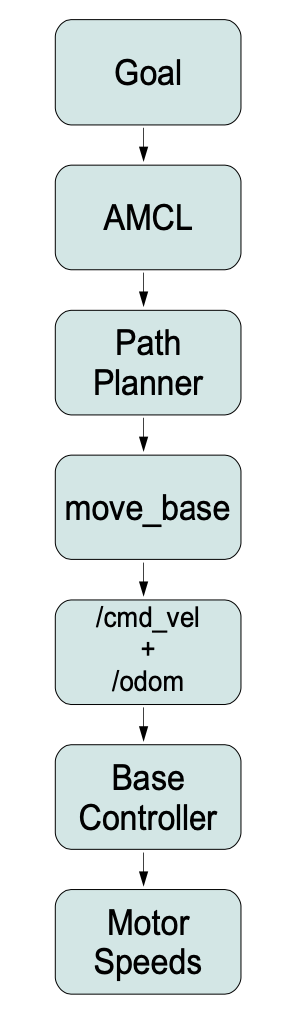 Goal
AMCL
Path
Planner
move_base
/cmd_vel
+
/odom
Base
Controller
Motor
Speeds